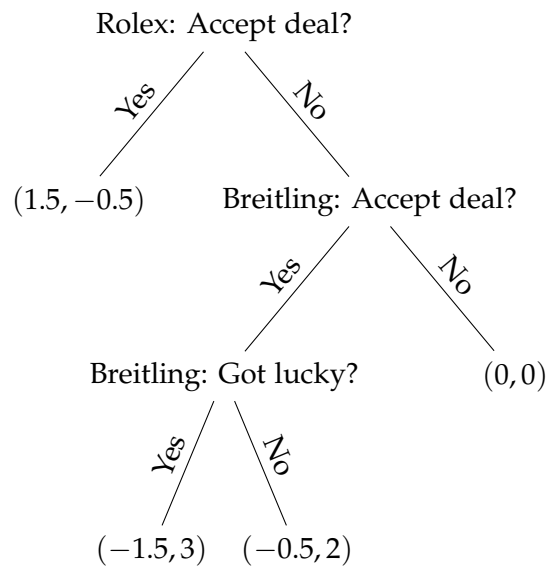 Rolex: Accept deal?
Yes
No
(1.5, −0.5)
Breitling: Accept deal?
Yes
No
Breitling: Got lucky?
(0, 0)
Yes
No
(−1.5, 3)
(−0.5, 2)